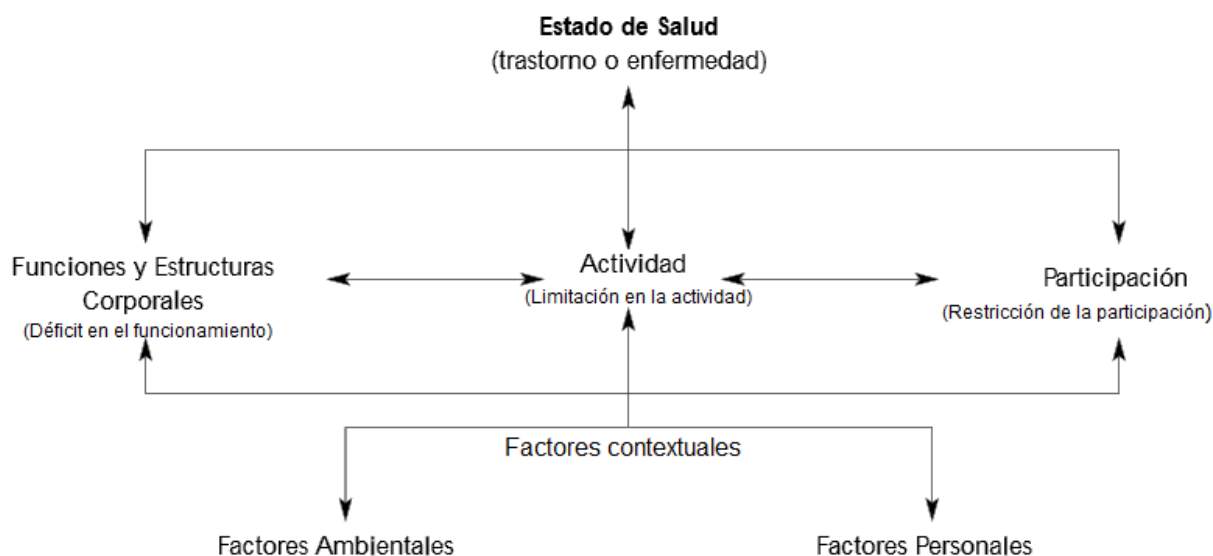 Estado de Salud
(trastorno o enfermedad)
Funciones y Estructuras
Corporales
(Déficit en el funcionamiento)
Actividad
(Limitación en la actividad)
Participación
(Restricción de la participación)
Factores contextuales
Factores Ambientales
Factores Personales